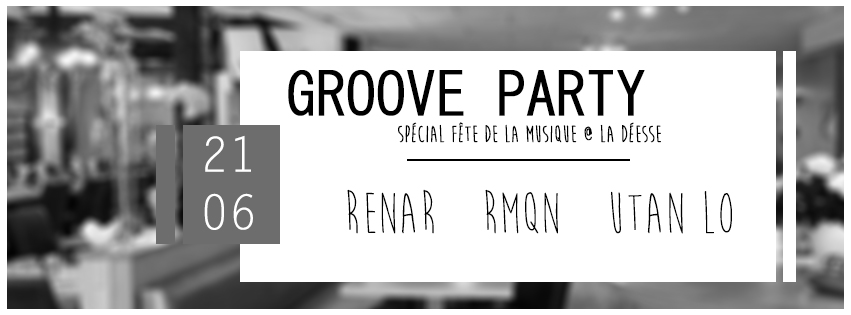 GROOVE PARTY
SPÉCIAL FÊTE DE LA MUSIQUE @ LA DÉESSE
21
06
RENAR RMQN UTAN LO